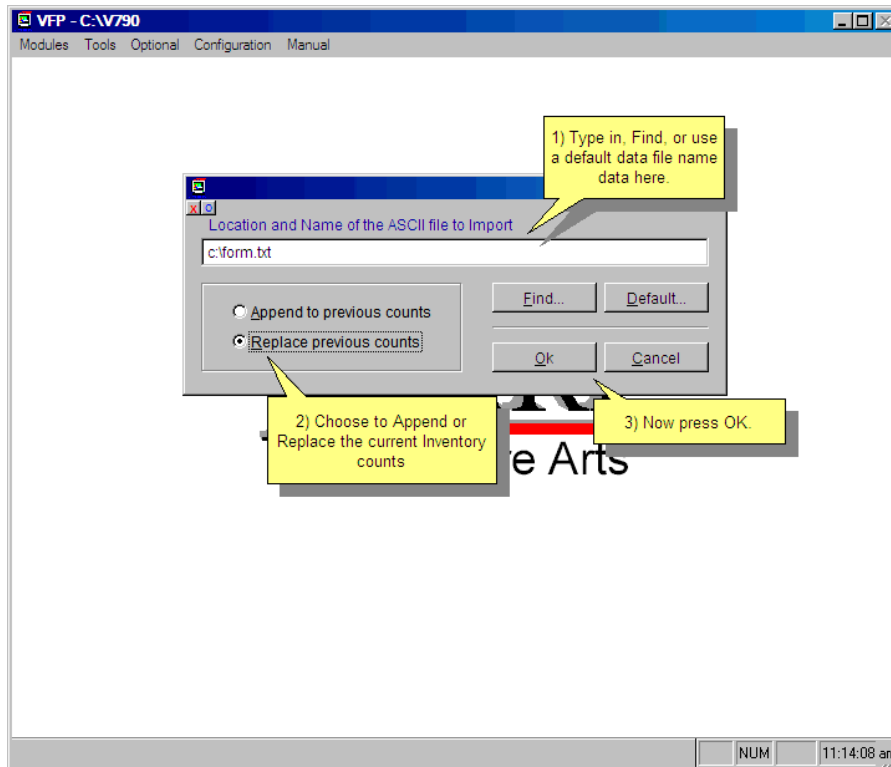 VFP - C:\V790
Modules Tools Optional Configuration Manual
1) Type in, Find, or use
a default data file name
data here.
Location and Name of the ASCII file to Import
c:\form.txt
Append to previous counts
Replace previous counts
Find...
Default...
Ok
Cancel
2) Choose to Append or
Replace the current Inventory
counts
3) Now press OK.
Arts
NUM
11:14:08 am